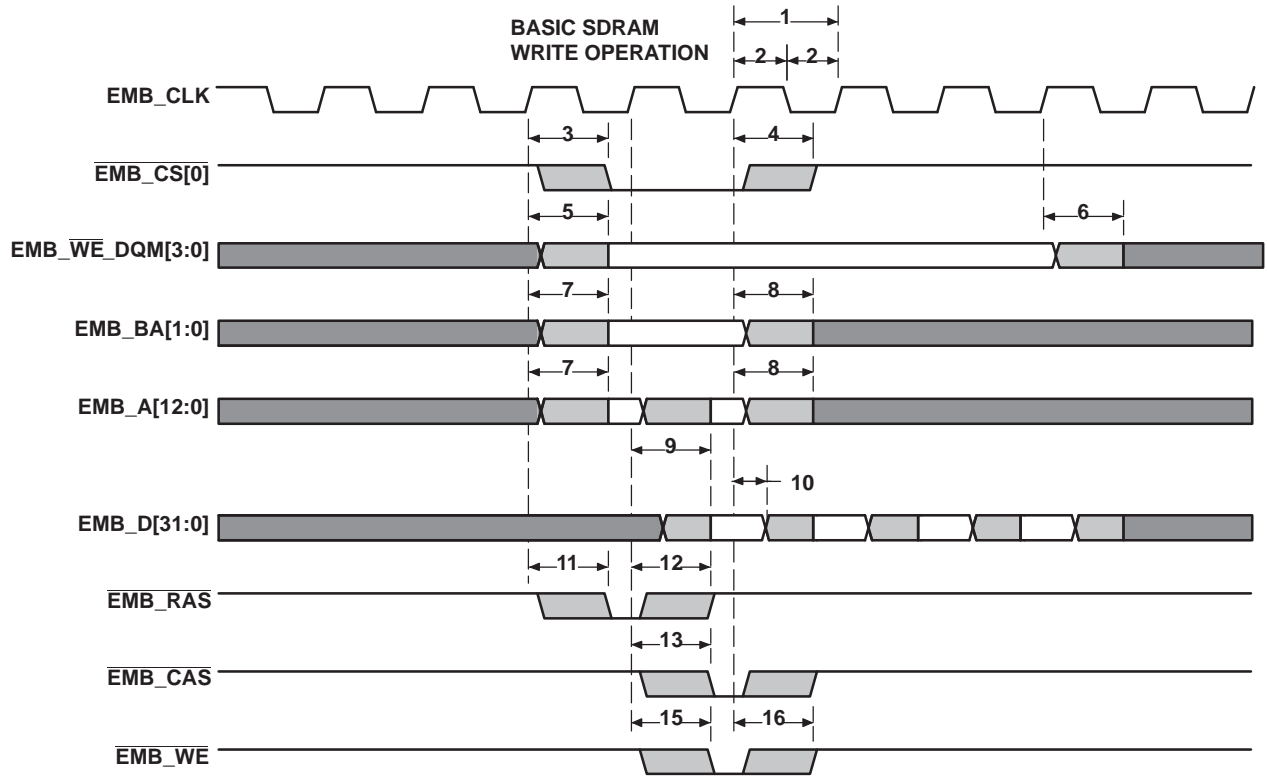 BASIC SDRAM
WRITE OPERATION
1
2 2
EMB_CLK
3 4
EMB_CS[0]
5 6
EMB_WE_DQM[3:0]
7 8
EMB_BA[1:0]
7 8
EMB_A[12:0]
9
10
EMB_D[31:0]
11 12
EMB_RAS
13
EMB_CAS
15 16
EMB_WE